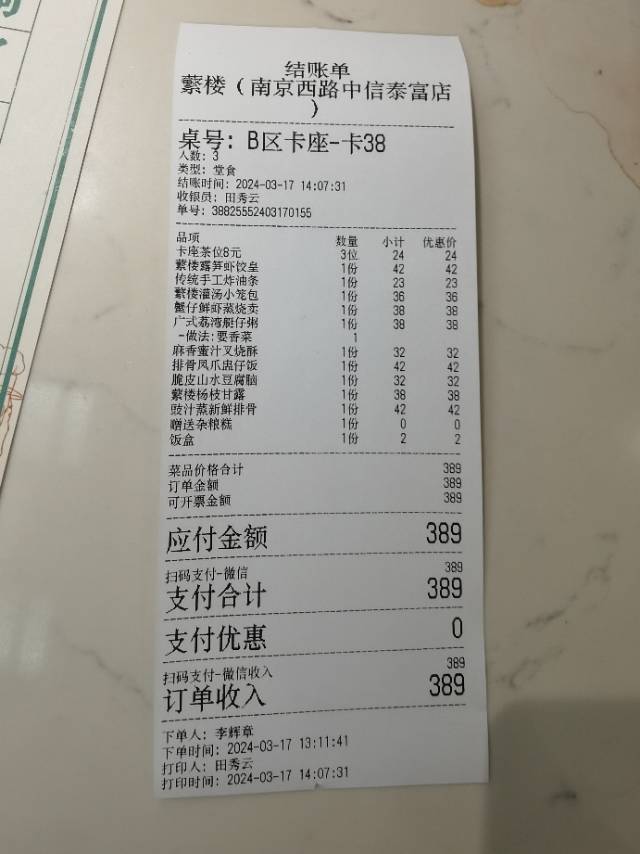 结账单
蘩楼（南京西路中信泰富店
）
桌号: B区卡座-卡38
人数: 3
类型: 堂食
结账时间: 2024-03-17 14:07:31
收银员: 田秀云
单号: 38825552403170155
品项 数量 小计 优惠价
卡座茶位8元 3位 24 24
蘩楼露笋虾饺皇 1份 42 42
传统手工炸油条 1份 23 23
蘩楼灌汤小笼包 1份 36 36
蟹仔鲜虾蒸烧卖 1份 38 38
广式荔湾艇仔粥 1份 38 38
-做法:要香菜 1
麻香蜜汁叉烧酥 1份 32 32
排骨凤爪盅仔饭 1份 42 42
脆皮山水豆腐脑 1份 32 32
蘩楼杨枝甘露 1份 38 38
豉汁蒸新鲜排骨 1份 42 42
赠送杂粮糕 1份 0 0
饭盒 1份 2 2
菜品价格合计 389
订单金额 389
可开票金额 389
应付金额 389
扫码支付-微信 389
支付合计 389
支付优惠 0
扫码支付-微信收入 389
订单收入 389
下单人: 李辉章
下单时间: 2024-03-17 13:11:41
打印人: 田秀云
打印时间: 2024-03-17 14:07:31